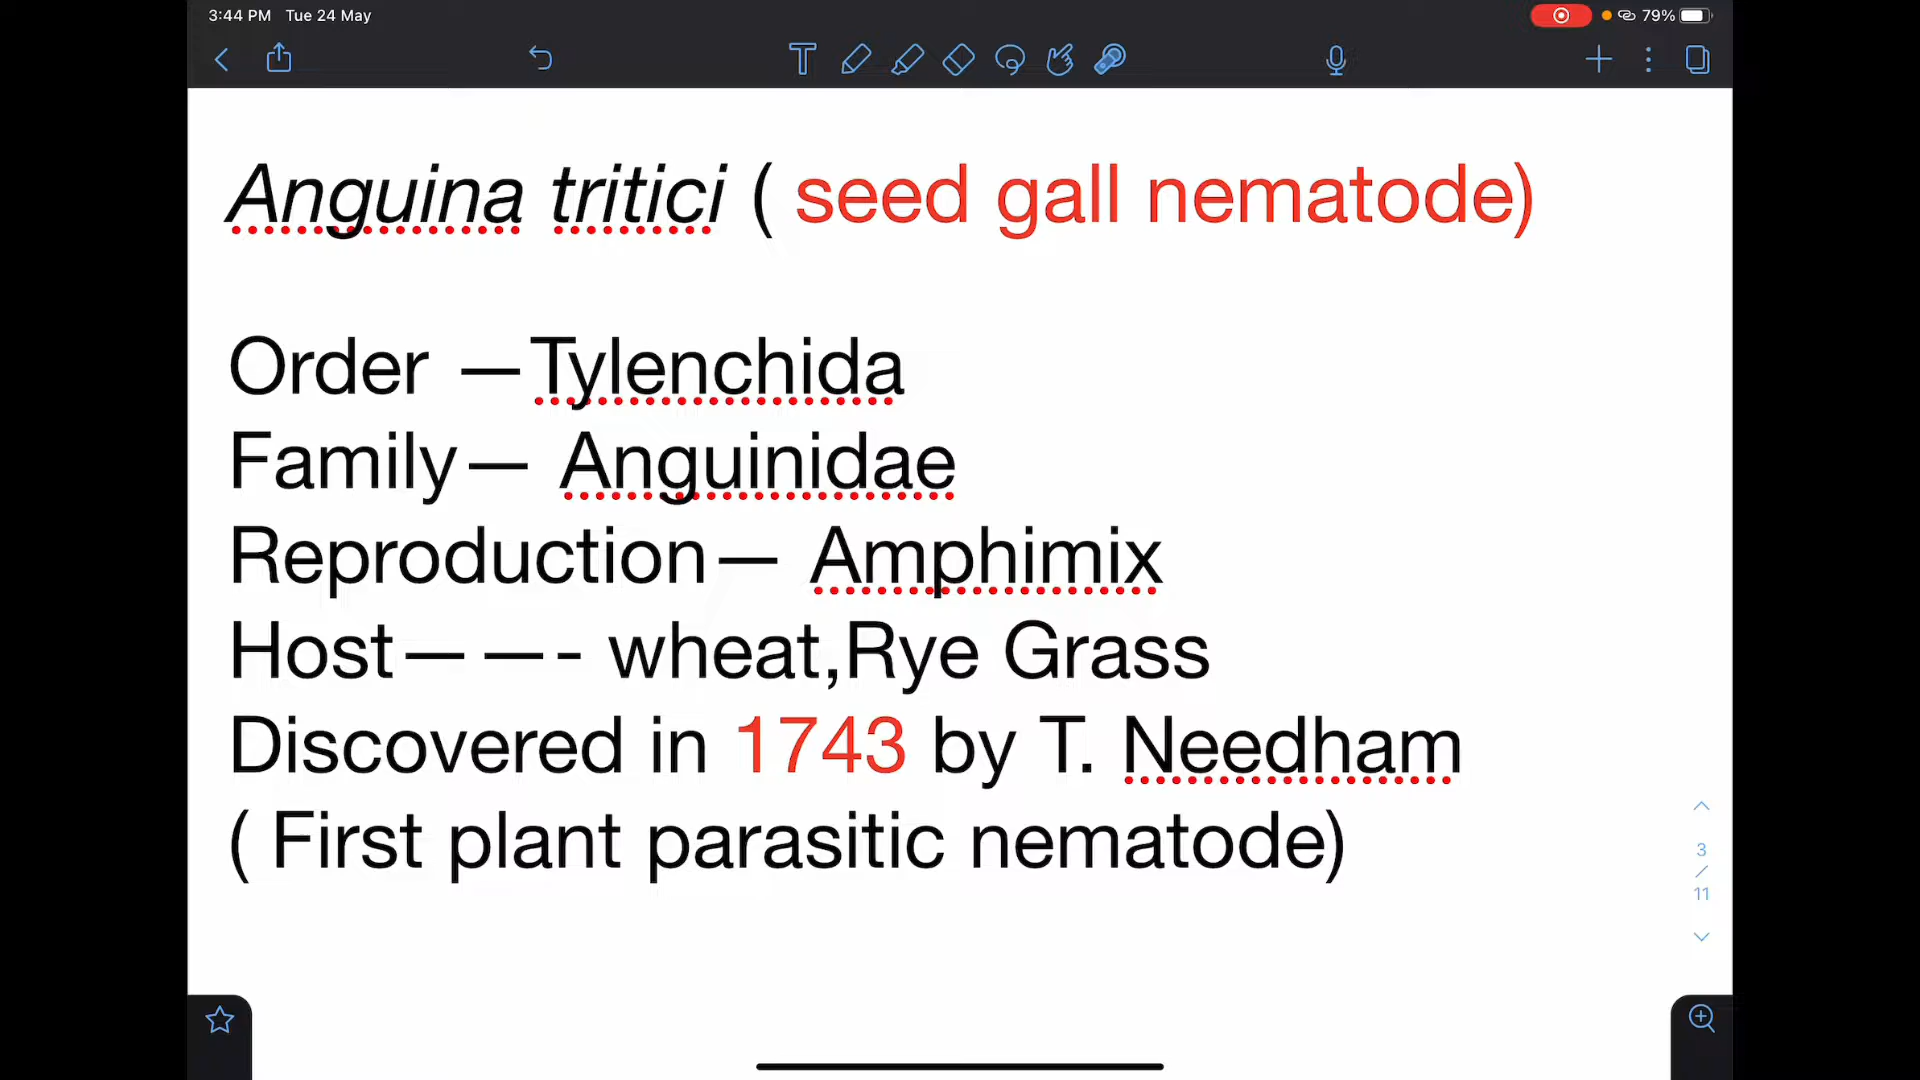 3:44 PM Tue 24 May
79%
Anguina tritici ( seed gall nematode)
Order —Tylenchida
Family— Anguinidae
Reproduction— Amphimix
Host——- wheat,Rye Grass
Discovered in 1743 by T. Needham
( First plant parasitic nematode)
3
/
11